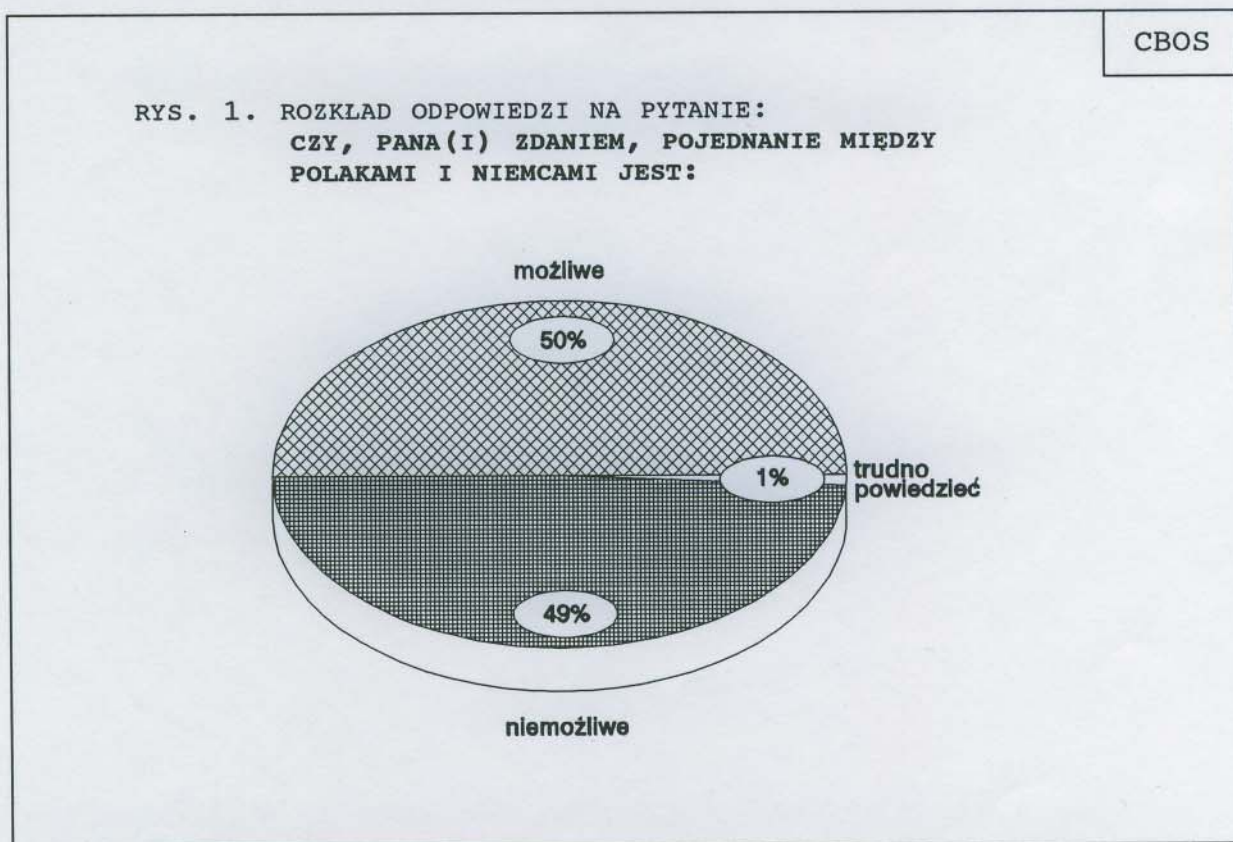 CBOS
RYS. 1. ROZKŁAD ODPOWIEDZI NA PYTANIE:
CZY, PANA(I) ZDANIEM, POJEDNANIE MIĘDZY
POLAKAMI I NIEMCAMI JEST:
możliwe
50%
1%
trudno
powiedzieć
49%
niemożliwe